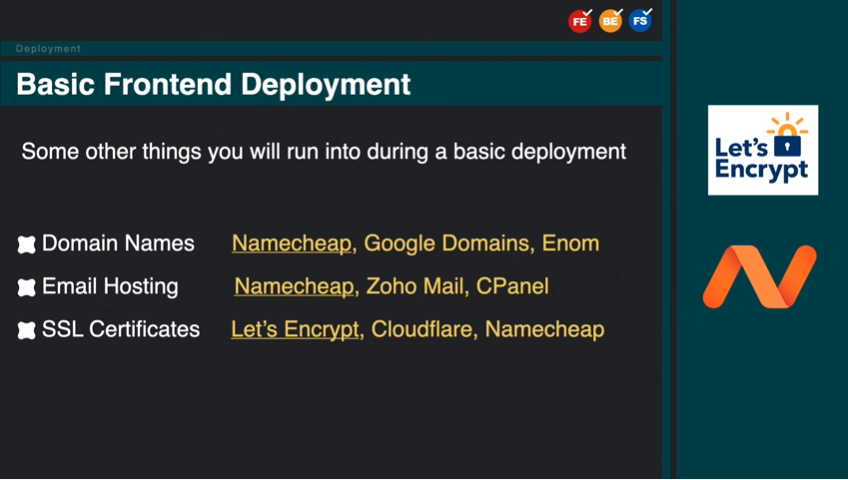 FE BE FS
Deployment
Basic Frontend Deployment
Some other things you will run into during a basic deployment
Domain Names Namecheap, Google Domains, Enom
Email Hosting Namecheap, Zoho Mail, CPanel
SSL Certificates Let's Encrypt, Cloudflare, Namecheap
Let's
Encrypt